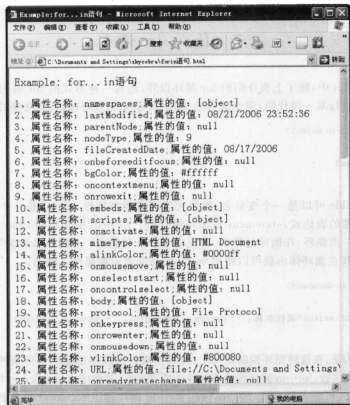 Example:for...in语句 - Microsoft Internet Explorer
文件(F) 编辑(E) 查看(V) 收藏(A) 工具(T) 帮助(H)
后退 搜索 收藏夹
地址(D) C:\Documents and Settings\ 语句.html 转到
Example: for...in语句
1、属性名称: namespaces;属性的值: [object]
2、属性名称: lastModified;属性的值: 08/21/2006 23:52:36
3、属性名称: parentNode;属性的值: null
4、属性名称: nodeType;属性的值: 9
5、属性名称: fileCreatedDate;属性的值: 08/17/2006
6、属性名称: onbeforeeditfocus;属性的值: null
7、属性名称: bgColor;属性的值: #ffffff
8、属性名称: oncontextmenu;属性的值: null
9、属性名称: onrowexit;属性的值: null
10、属性名称: embeds;属性的值: [object]
11、属性名称: scripts;属性的值: [object]
12、属性名称: onactivate;属性的值: null
13、属性名称: mimeType;属性的值: HTML Document
14、属性名称: alinkColor;属性的值: #0000ff
15、属性名称: onmousemove;属性的值: null
16、属性名称: onselectstart;属性的值: null
17、属性名称: oncontrolselect;属性的值: null
18、属性名称: body;属性的值: [object]
19、属性名称: protocol;属性的值: File Protocol
20、属性名称: onkeypress;属性的值: null
21、属性名称: onrowenter;属性的值: null
22、属性名称: onmousedown;属性的值: null
23、属性名称: vlinkColor;属性的值: #800080
24、属性名称: URL;属性的值: file://C:\Documents and Settings\
25、属性名称: onreadystatechange;属性的值: null
完毕 我的电脑